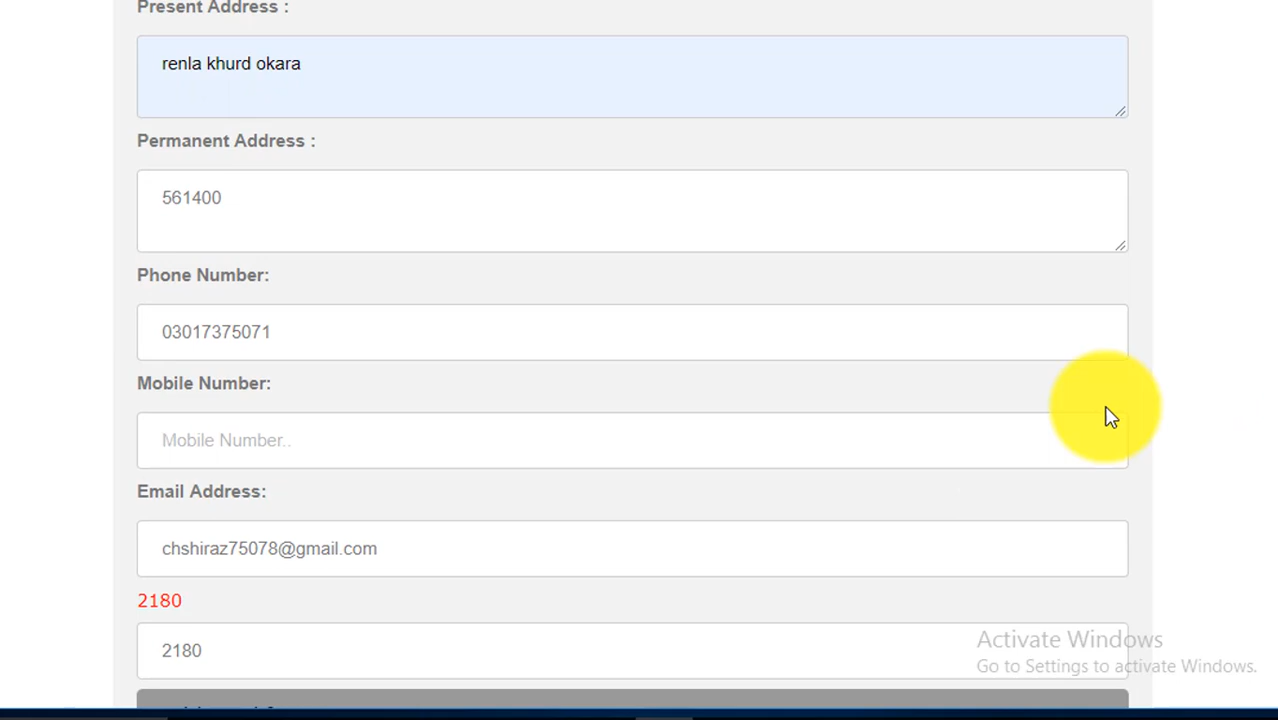 Present Address :
renla khurd okara
Permanent Address :
561400
Phone Number:
03017375071
Mobile Number:
Mobile Number..
Email Address:
chshiraz75078@gmail.com
2180
2180
Activate Windows
Go to Settings to activate Windows.